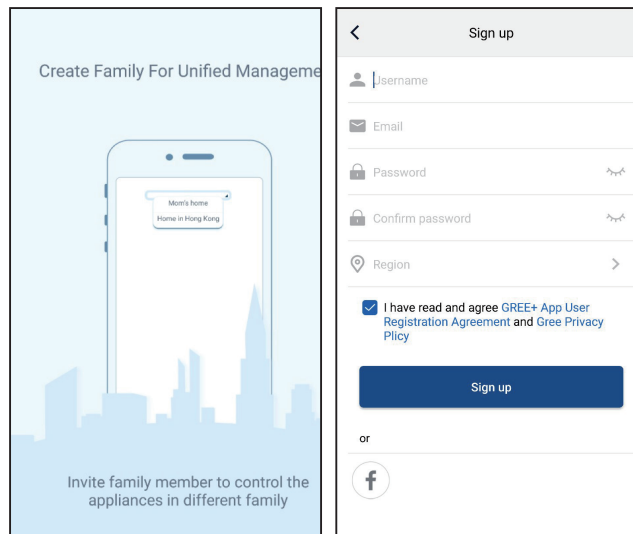 Create Family For Unified Manageme
Mom's home
Home in Hong Kong
Invite family member to control the
appliances in different family
Sign up
Username
Email
Password
Confirm password
Region
I have read and agree GREE+ App User
Registration Agreement and Gree Privacy
Plicy
Sign up
or